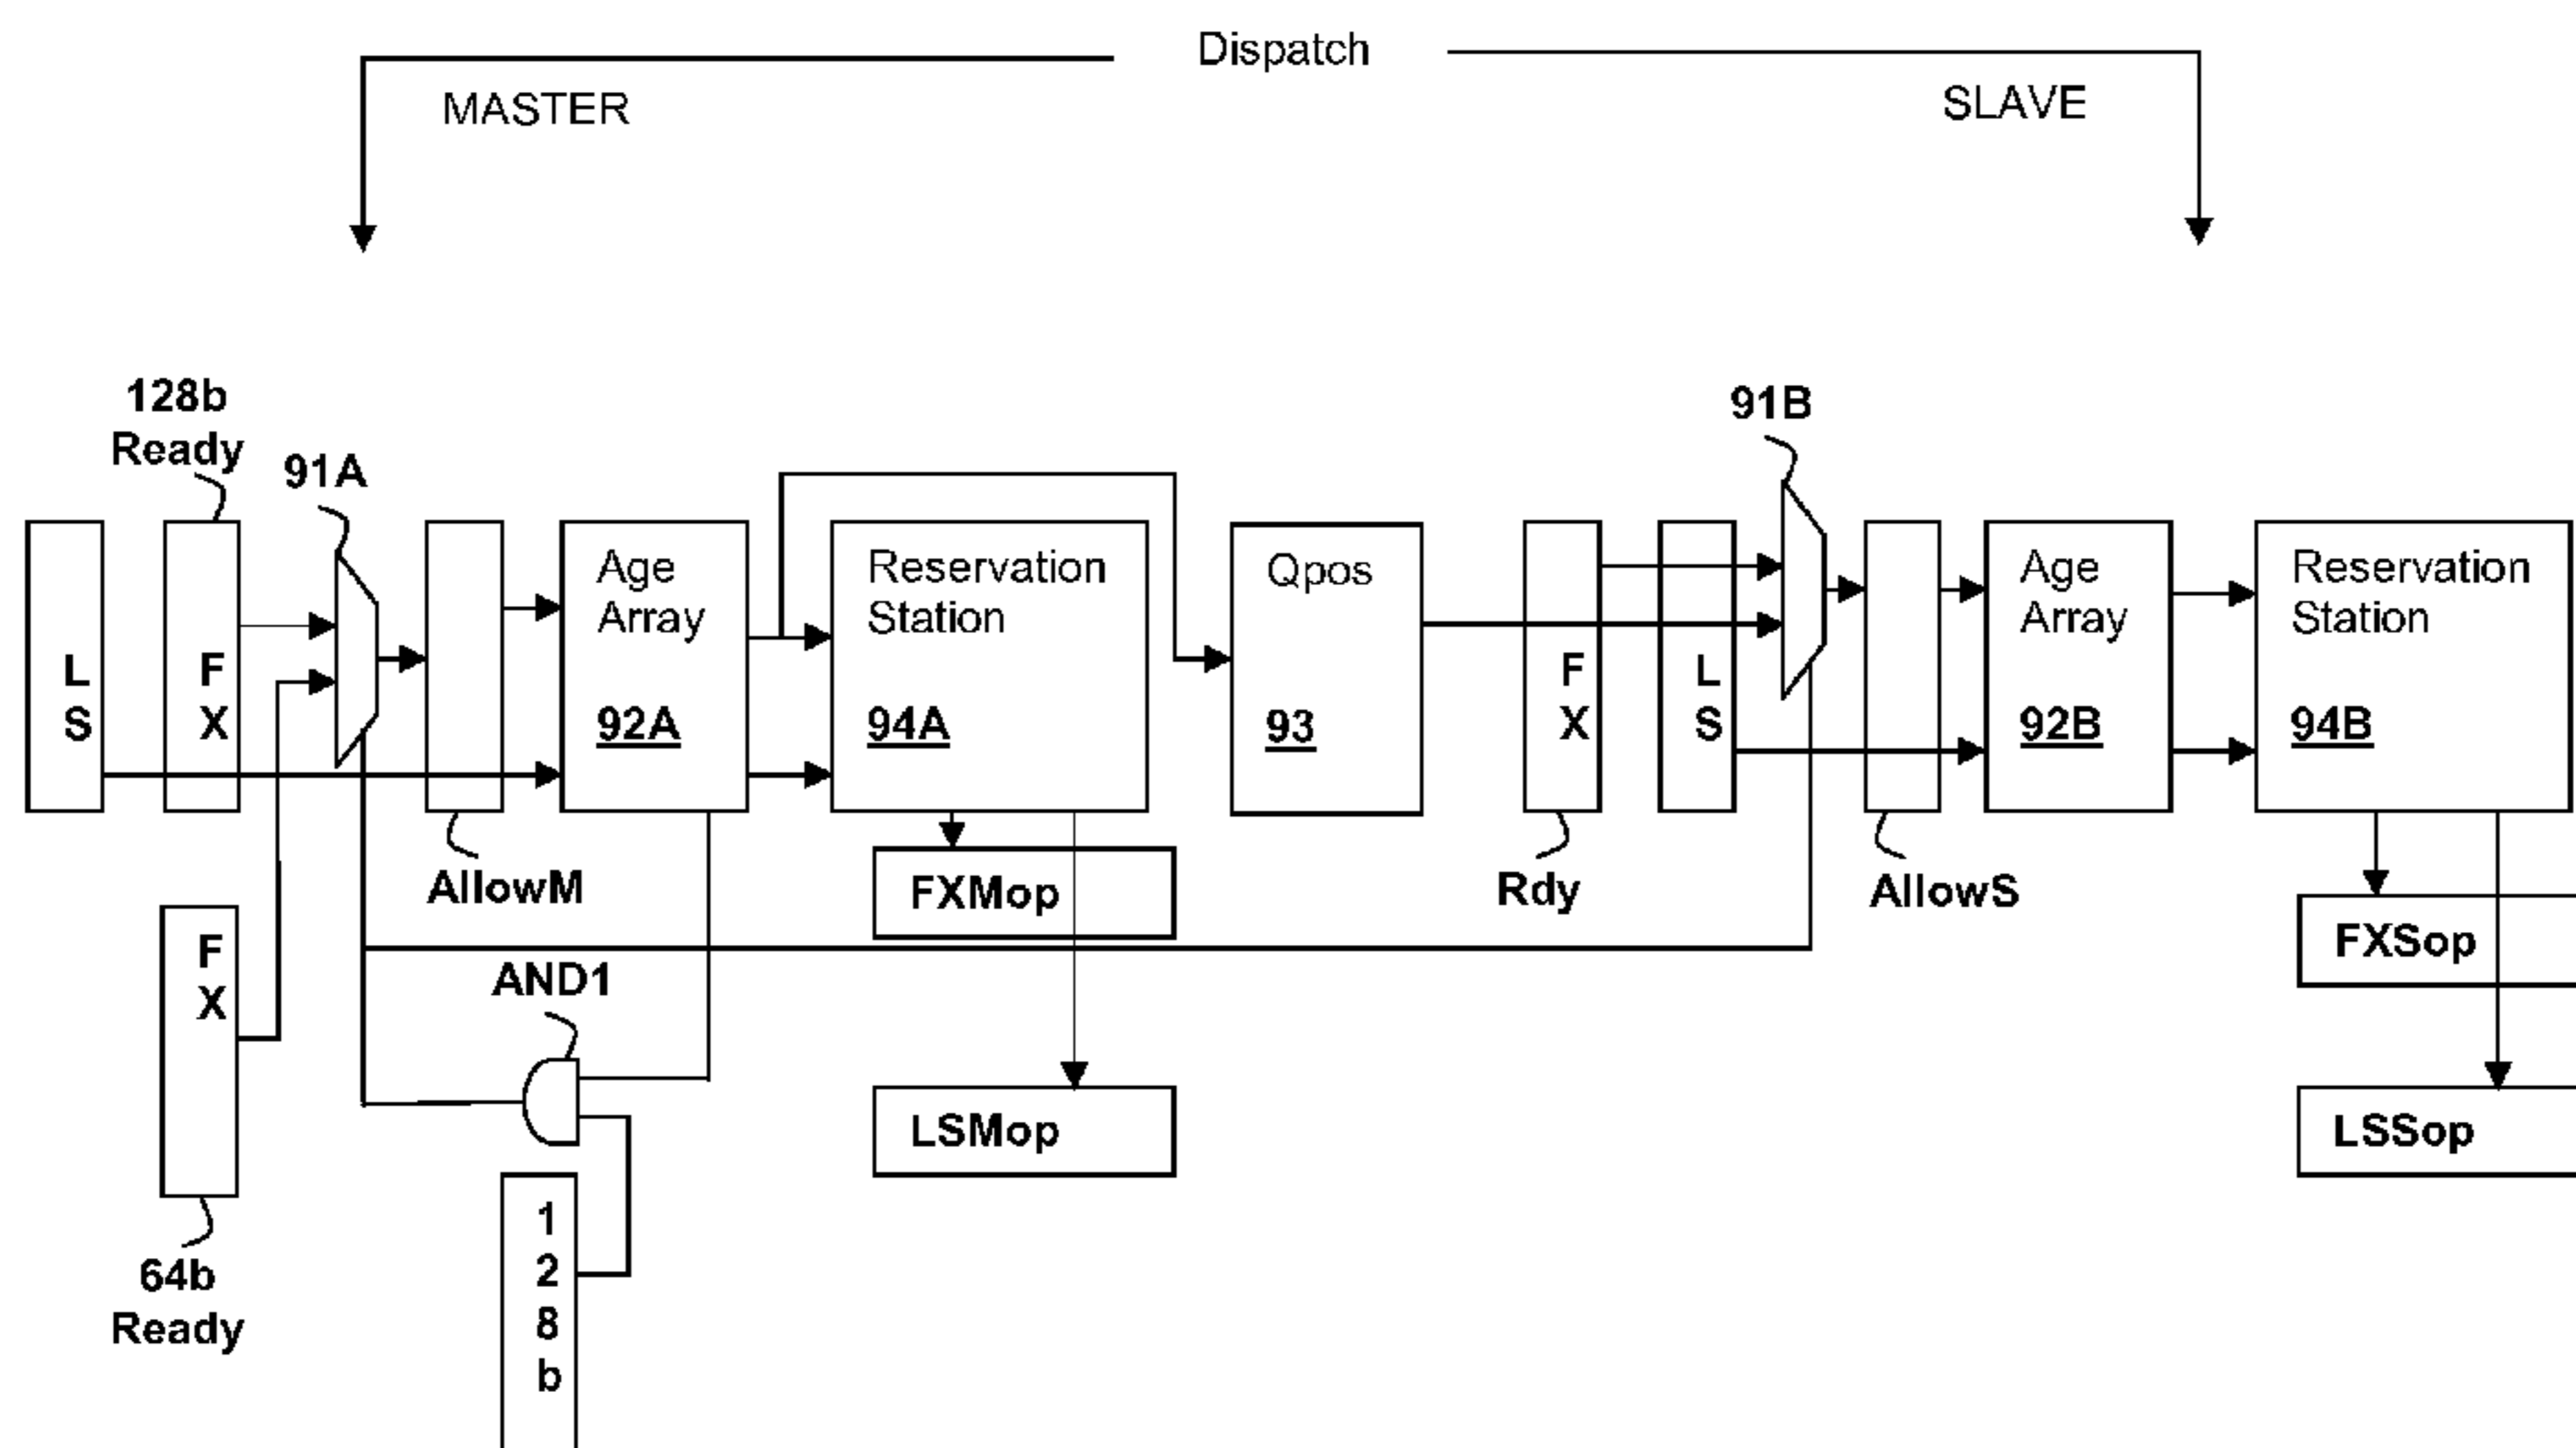 Dispatch
MASTER
SLAVE
128b
Ready
91A
91B
L
S
F
X
Age
Array
92A
Reservation
Station
94A
Qpos
93
F
X
L
S
Age
Array
92B
Reservation
Station
94B
AllowM
FXMop
Rdy
AllowS
F
X
AND1
FXSop
LSMop
LSSop
64b
Ready
1
2
8
b